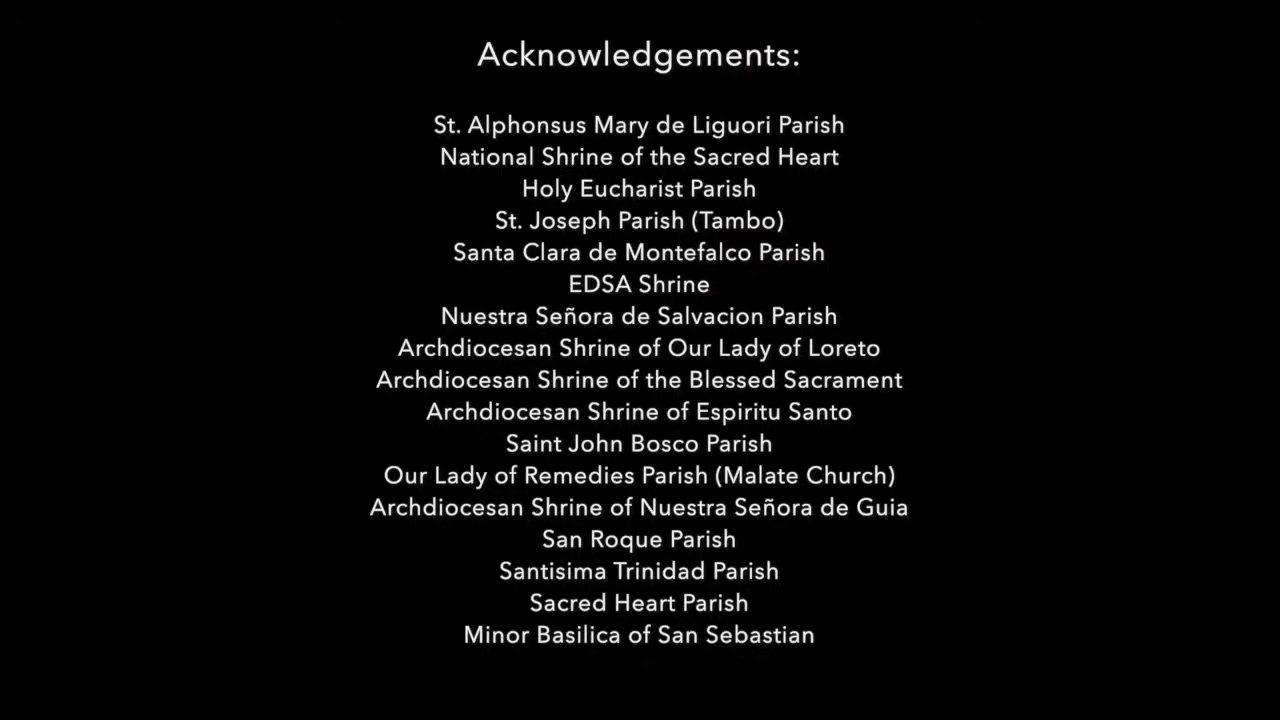 Acknowledgements:
St. Alphonsus Mary de Liguori Parish
National Shrine of the Sacred Heart
Holy Eucharist Parish
St. Joseph Parish (Tambo)
Santa Clara de Montefalco Parish
EDSA Shrine
Nuestra Señora de Salvacion Parish
Archdiocesan Shrine of Our Lady of Loreto
Archdiocesan Shrine of the Blessed Sacrament
Archdiocesan Shrine of Espiritu Santo
Saint John Bosco Parish
Our Lady of Remedies Parish (Malate Church)
Archdiocesan Shrine of Nuestra Señora de Guia
San Roque Parish
Santisima Trinidad Parish
Sacred Heart Parish
Minor Basilica of San Sebastian